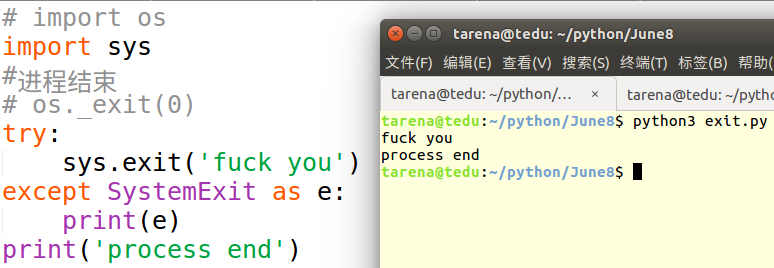 # import os
import sys
#进程结束
# os._exit(0)
try:
    sys.exit('fuck you')
except SystemExit as e:
    print(e)
print('process end')
tarena@tedu: ~/python/June8
文件(F) 编辑(E) 查看(V) 搜索(S) 终端(T) 标签(B) 帮助(
tarena@tedu: ~/python/... × tarena@tedu: ~/python/
tarena@tedu:~/python/June8$ python3 exit.py
fuck you
process end
tarena@tedu:~/python/June8$